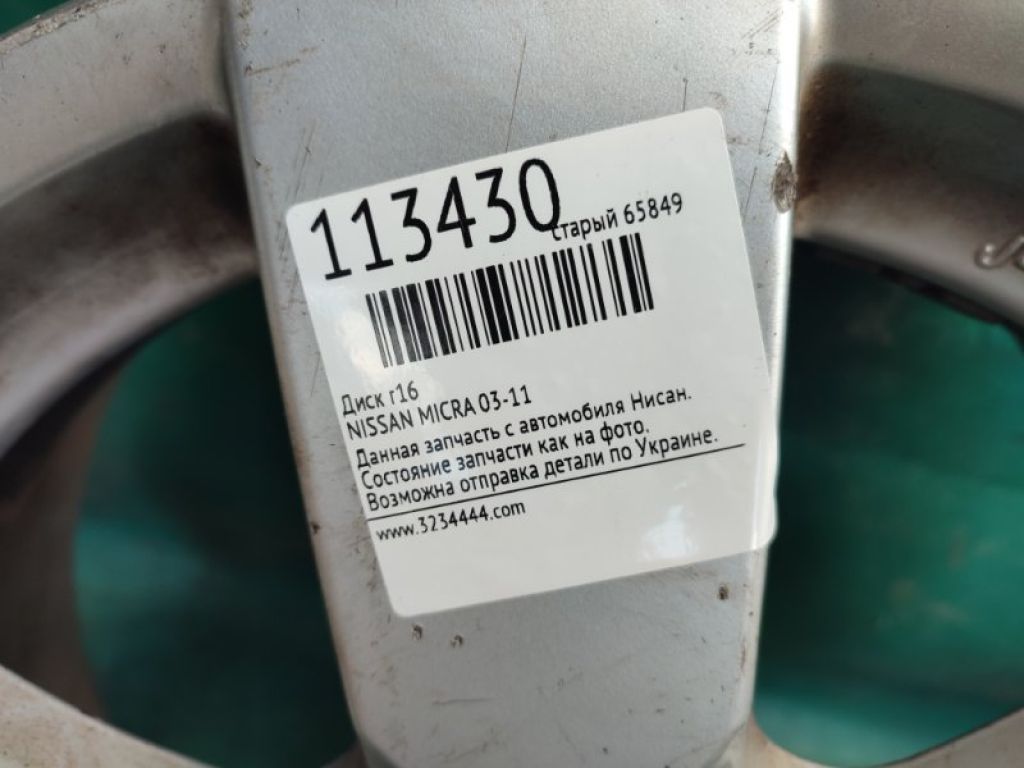 113430
старый 65849
Диск r16
NISSAN MICRA 03-11
Данная запчасть с автомобиля Нисан.
Состояние запчасти как на фото.
Возможна отправка детали по Украине.
www.3234444.com